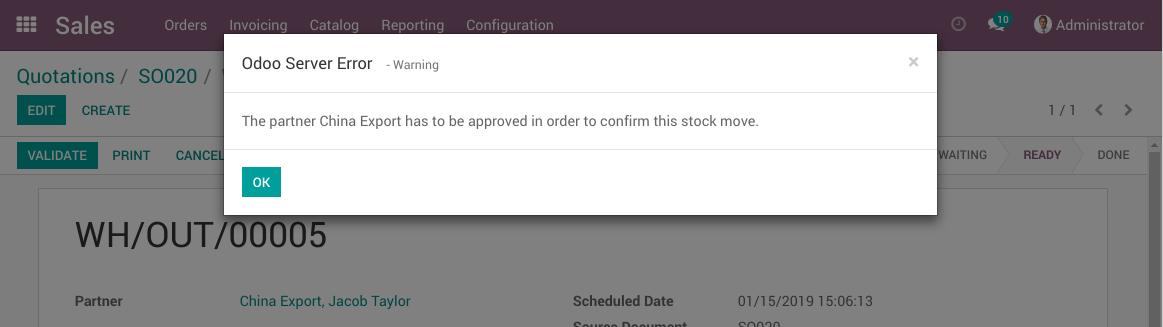 Sales Orders Invoicing Catalog Reporting Configuration 10 Administrator
Odoo Server Error - Warning ×
Quotations / SO020 /
EDIT CREATE 1 / 1
The partner China Export has to be approved in order to confirm this stock move.
VALIDATE PRINT CANCEL WAITING READY DONE
OK
WH/OUT/00005
Partner China Export, Jacob Taylor Scheduled Date 01/15/2019 15:06:13
Source Document SO020